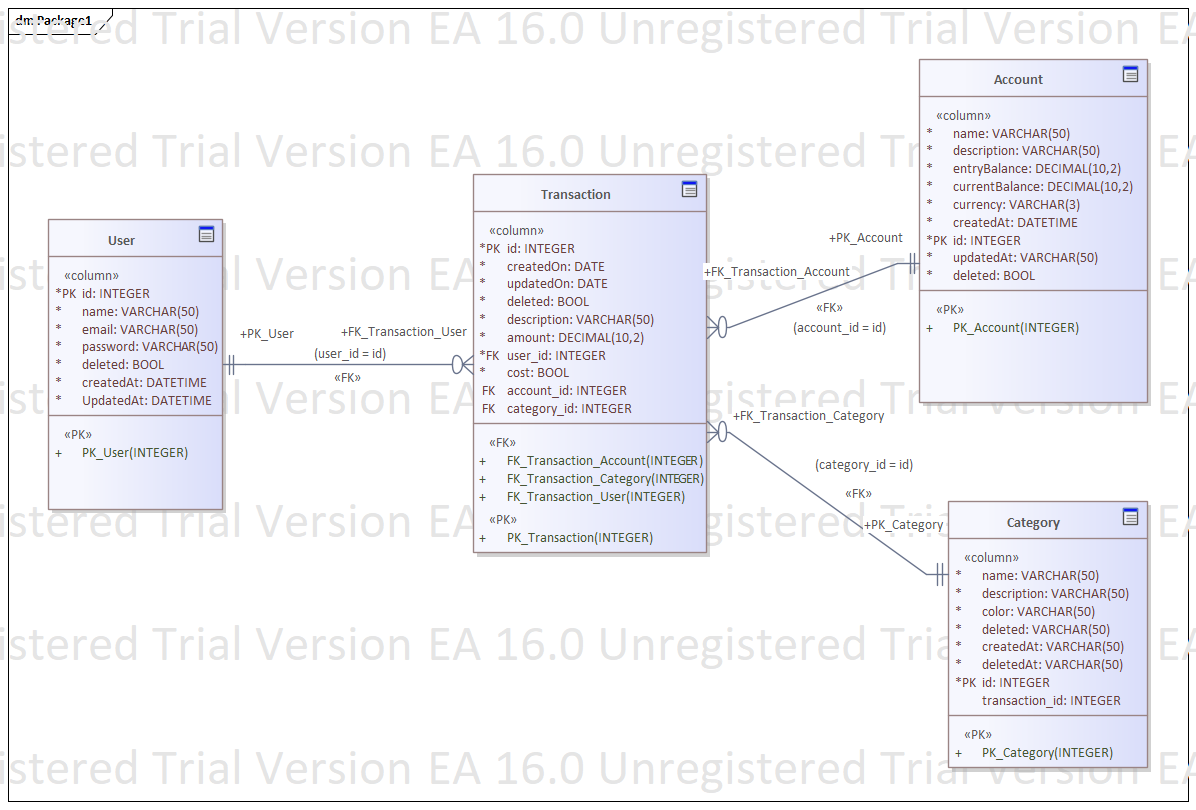 dm Package1
istered Trial Version EA 16.0 Unregistered Trial Version EA
User
«column»
*PK id: INTEGER
* name: VARCHAR(50)
* email: VARCHAR(50)
* password: VARCHAR(50)
* deleted: BOOL
* createdAt: DATETIME
* UpdatedAt: DATETIME
«PK»
+ PK_User(INTEGER)
+PK_User
+FK_Transaction_User
(user_id = id)
«FK»
Transaction
«column»
*PK id: INTEGER
* createdOn: DATE
* updatedOn: DATE
* deleted: BOOL
* description: VARCHAR(50)
* amount: DECIMAL(10,2)
*FK user_id: INTEGER
* cost: BOOL
FK account_id: INTEGER
FK category_id: INTEGER
«FK»
+ FK_Transaction_Account(INTEGER)
+ FK_Transaction_Category(INTEGER)
+ FK_Transaction_User(INTEGER)
«PK»
+ PK_Transaction(INTEGER)
+PK_Account
+FK_Transaction_Account
«FK»
(account_id = id)
Account
«column»
* name: VARCHAR(50)
* description: VARCHAR(50)
* entryBalance: DECIMAL(10,2)
* currentBalance: DECIMAL(10,2)
* currency: VARCHAR(3)
* createdAt: DATETIME
*PK id: INTEGER
* updatedAt: VARCHAR(50)
* deleted: BOOL
«PK»
+ PK_Account(INTEGER)
+FK_Transaction_Category
(category_id = id)
«FK»
+PK_Category
Category
«column»
* name: VARCHAR(50)
* description: VARCHAR(50)
* color: VARCHAR(50)
* deleted: VARCHAR(50)
* createdAt: VARCHAR(50)
* deletedAt: VARCHAR(50)
*PK id: INTEGER
transaction_id: INTEGER
«PK»
+ PK_Category(INTEGER)